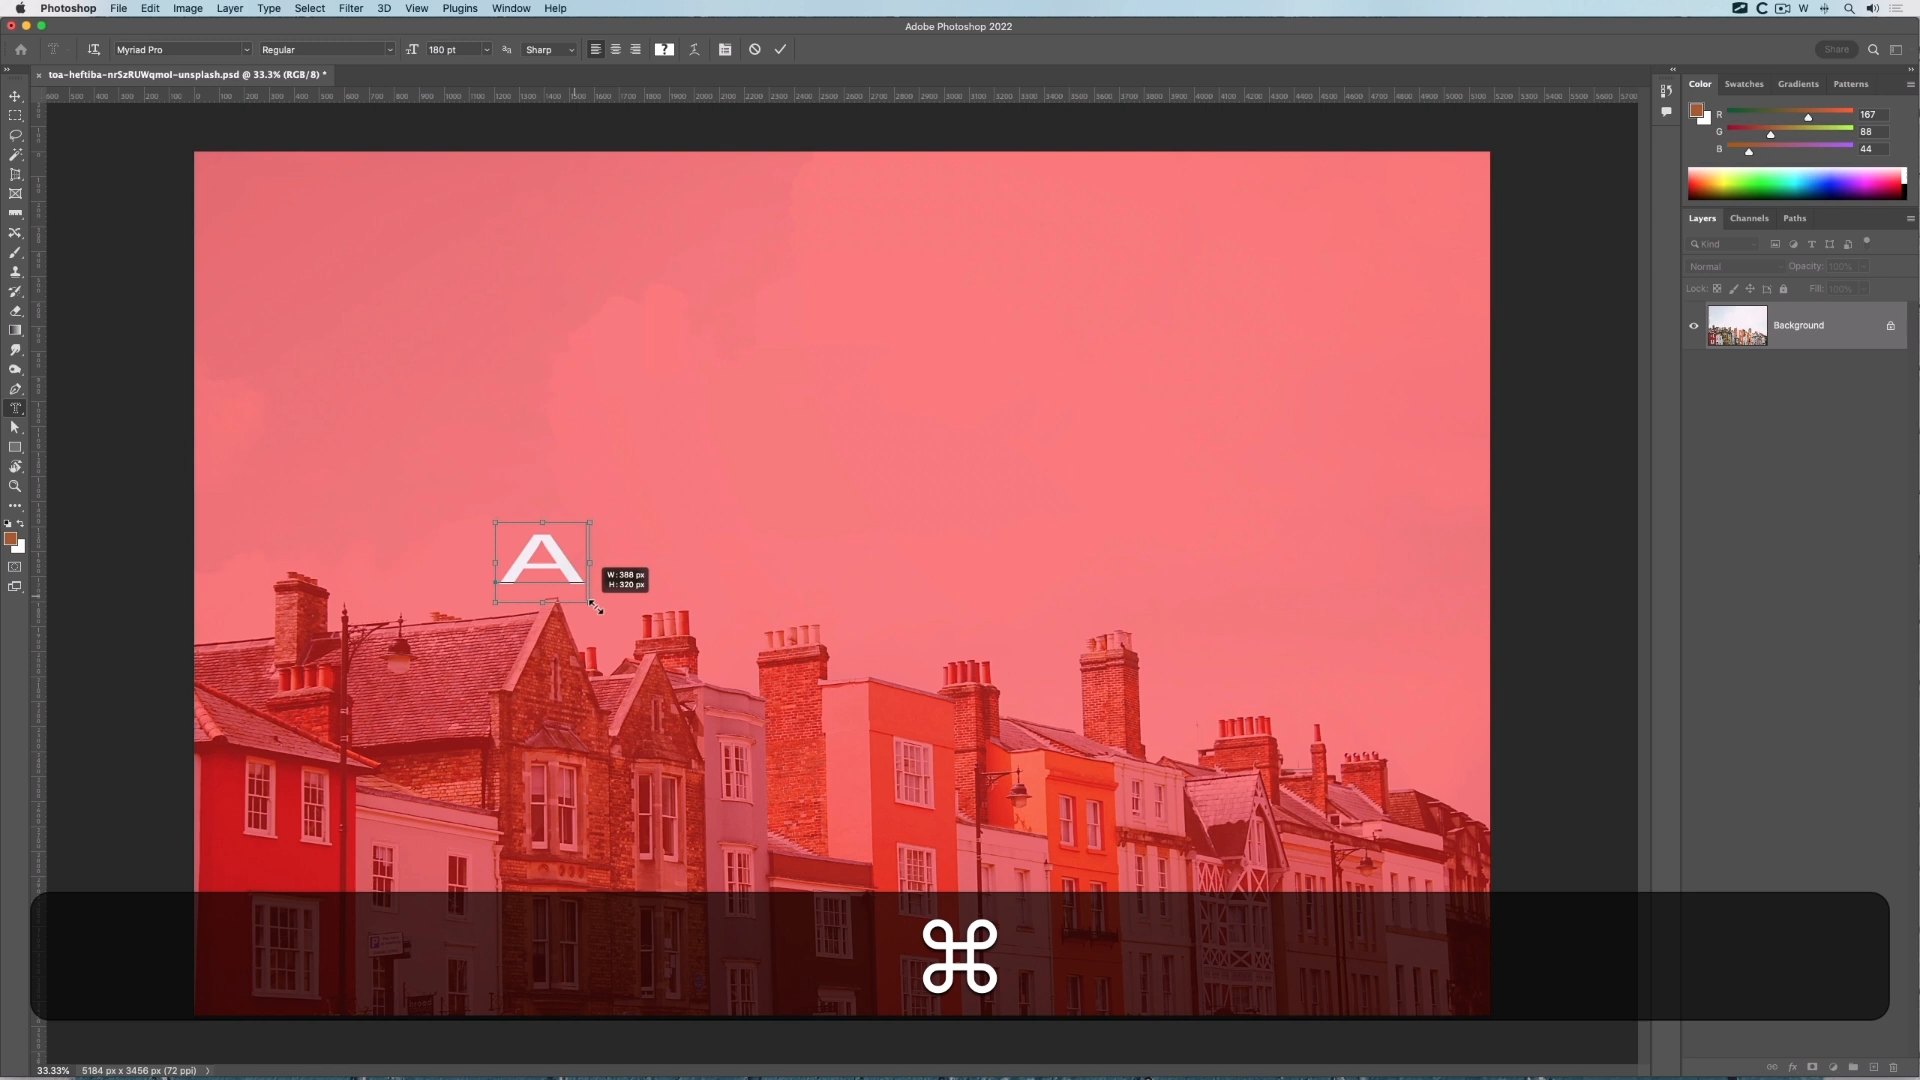 Photoshop File Edit Image Layer Type Select Filter 3D View Plugins Window Help
Adobe Photoshop 2022
Myriad Pro Regular 180 pt Sharp Share
toa-heftiba-nrSzRUWqmoI-unsplash.psd @ 33.3% (RGB/8) *
Color Swatches Gradients Patterns
R 167
G 88
B 44
Layers Channels Paths
Kind
Normal Opacity: 100%
Lock: Fill: 100%
Background
A
W: 388 px
H: 320 px
⌘
33.33% 5184 px x 3456 px (72 ppi)